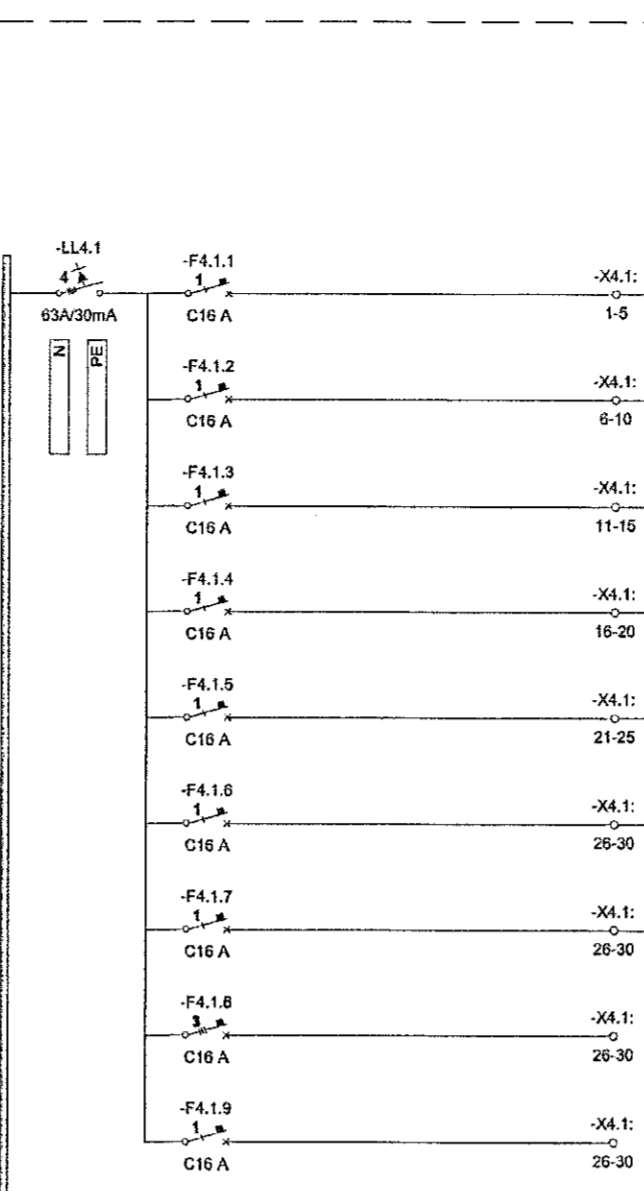 -LL4.1
4
63A/30mA
N
PE
-F4.1.1
1
C16 A
-X4.1:
1-5
-F4.1.2
1
C16 A
-X4.1:
6-10
-F4.1.3
1
C16 A
-X4.1:
11-15
-F4.1.4
1
C16 A
-X4.1:
16-20
-F4.1.5
1
C16 A
-X4.1:
21-25
-F4.1.6
1
C16 A
-X4.1:
26-30
-F4.1.7
1
C16 A
-X4.1:
26-30
-F4.1.8
3
C16 A
-X4.1:
26-30
-F4.1.9
1
C16 A
-X4.1:
26-30